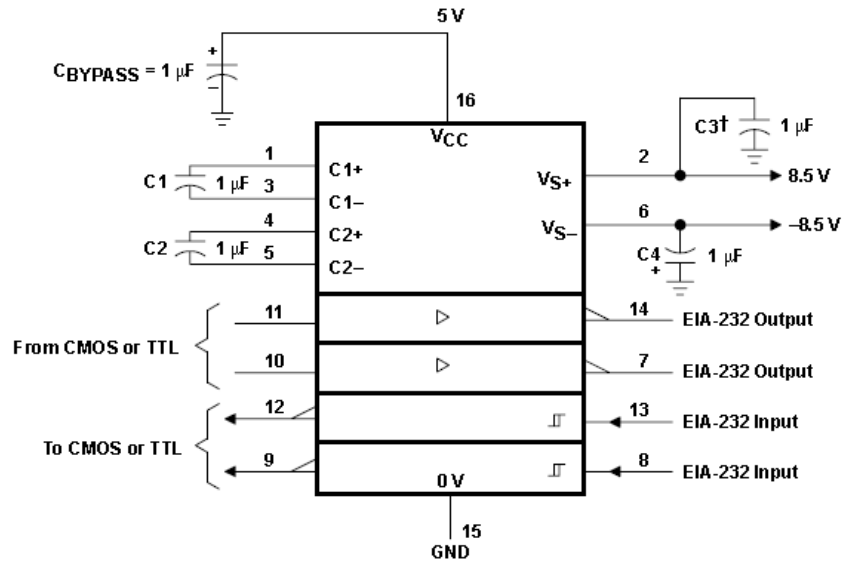 5 V
+
CBYPASS = 1 μF
–
16
VCC
C3† 1 μF
1
C1+
2
VS+
8.5 V
C1 1 μF
3
C1–
4
C2+
6
VS–
–8.5 V
C2 1 μF
5
C2–
C4 1 μF
+
11
14
EIA-232 Output
From CMOS or TTL
10
7
EIA-232 Output
12
13
EIA-232 Input
To CMOS or TTL
9
8
EIA-232 Input
0 V
15
GND